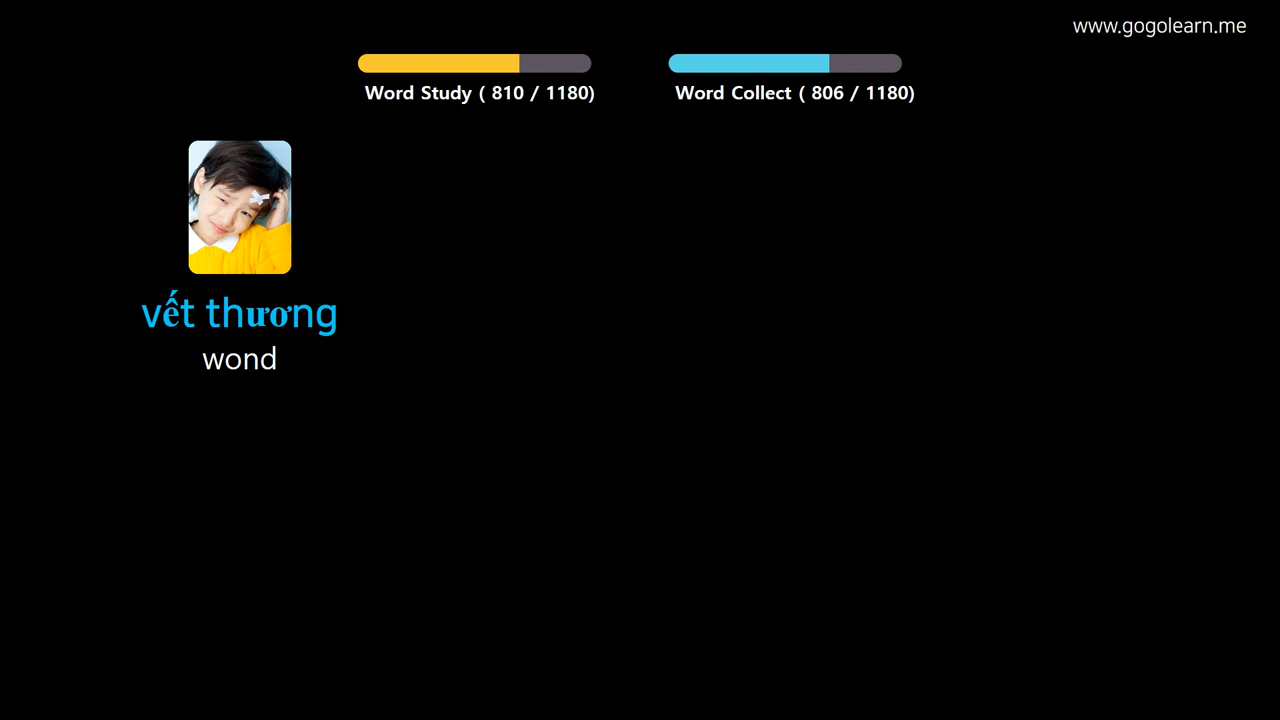 www.gogolearn.me
Word Study ( 810 / 1180)
Word Collect ( 806 / 1180)
vết thương
wond